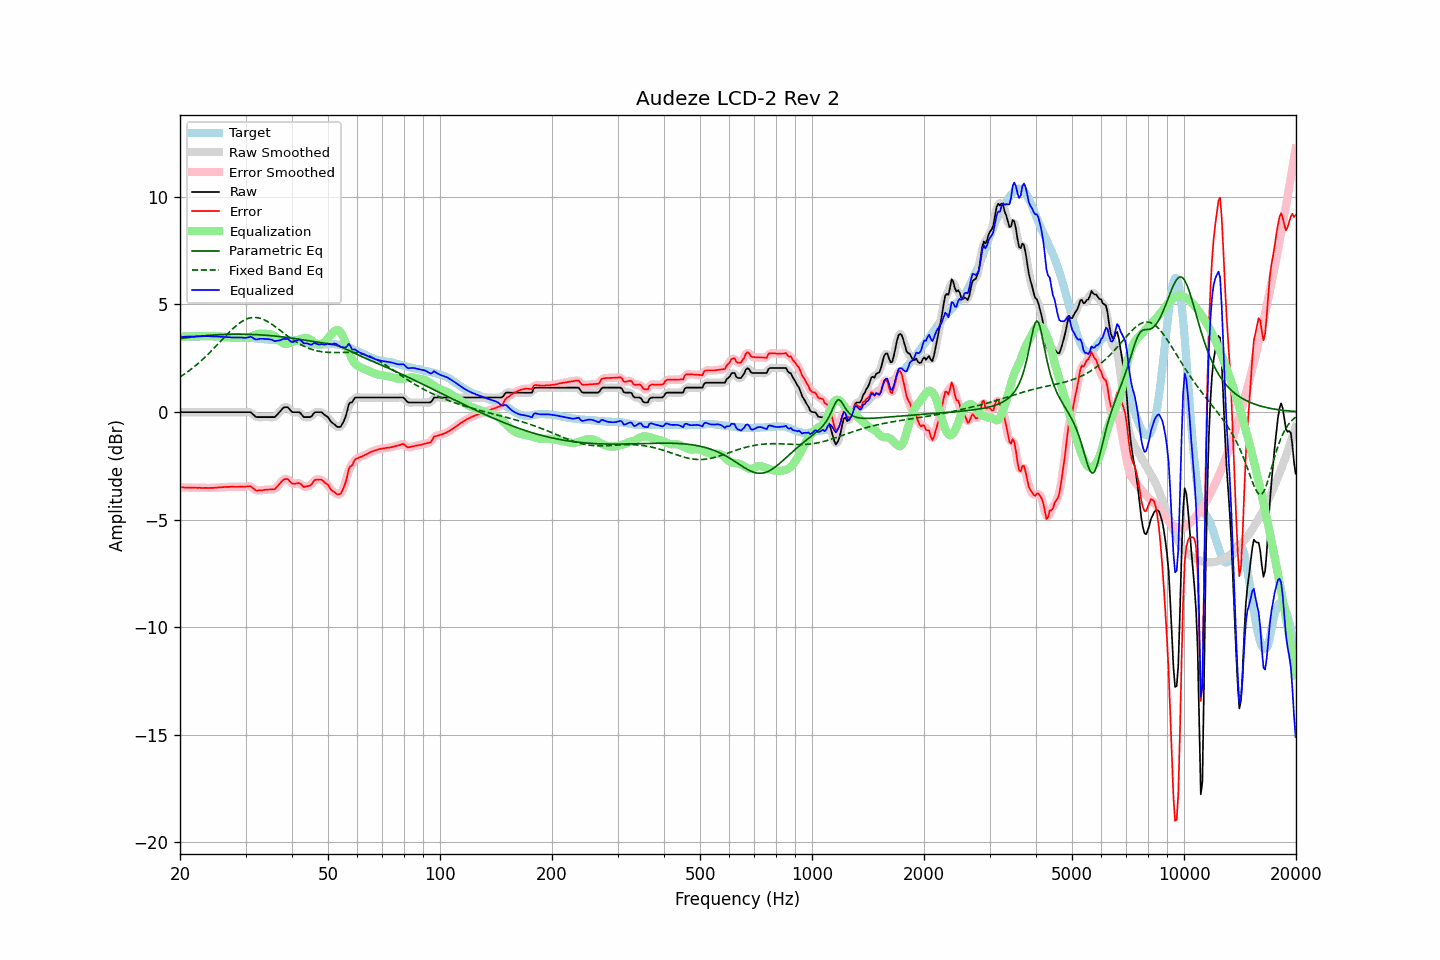 Audeze LCD-2 Rev 2
Target
Raw Smoothed
Error Smoothed
Raw
Error
Equalization
Parametric Eq
Fixed Band Eq
Equalized
10
5
0
−5
−10
−15
−20
Amplitude (dBr)
20
50
100
200
500
1000
2000
5000
10000
20000
Frequency (Hz)